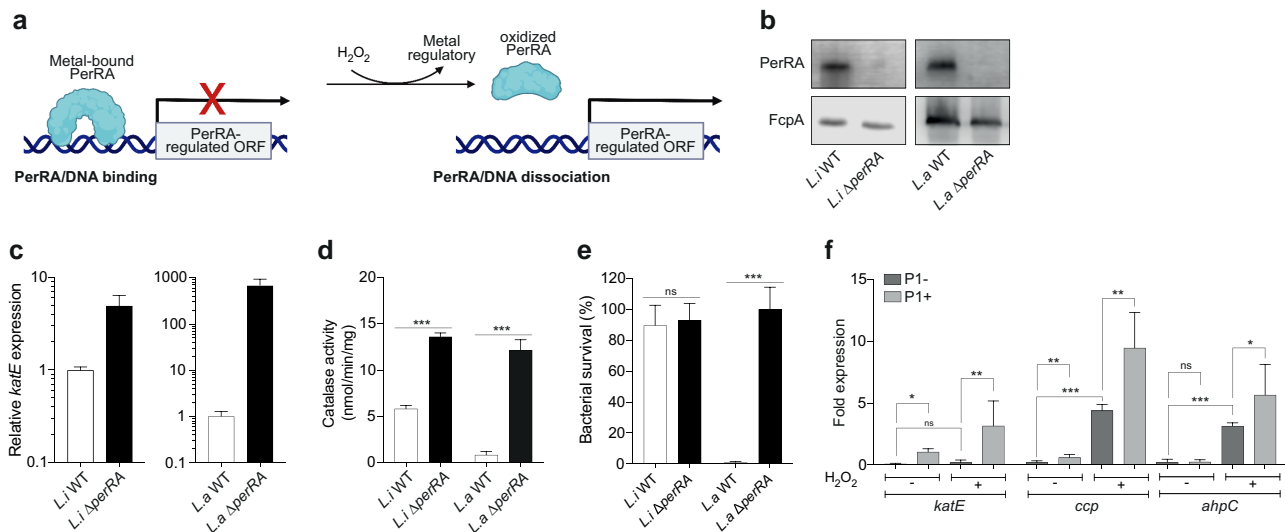 a
Metal-bound
PerRA
X
PerRA-
regulated ORF
PerRA/DNA binding
H2O2
Metal
regulatory
oxidized
PerRA
PerRA-
regulated ORF
PerRA/DNA dissociation
b
PerRA
FcpA
L.i WT
L.i ΔperRA
L.a WT
L.a ΔperRA
c
Relative katE expression
10
1
0.1
L.i WT
L.i ΔperRA
1000
100
10
1
0.1
L.a WT
L.a ΔperRA
d
Catalase activity
(nmol/min/mg)
20
15
10
5
0
***
***
L.i WT
L.i ΔperRA
L.a WT
L.a ΔperRA
e
Bacterial survival (%)
120
100
80
60
40
20
0
ns
***
L.i WT
L.i ΔperRA
L.a WT
L.a ΔperRA
f
Fold expression
15
10
5
0
P1-
P1+
*
ns
**
**
***
**
ns
***
*
H2O2
- + - + - +
katE ccp ahpC